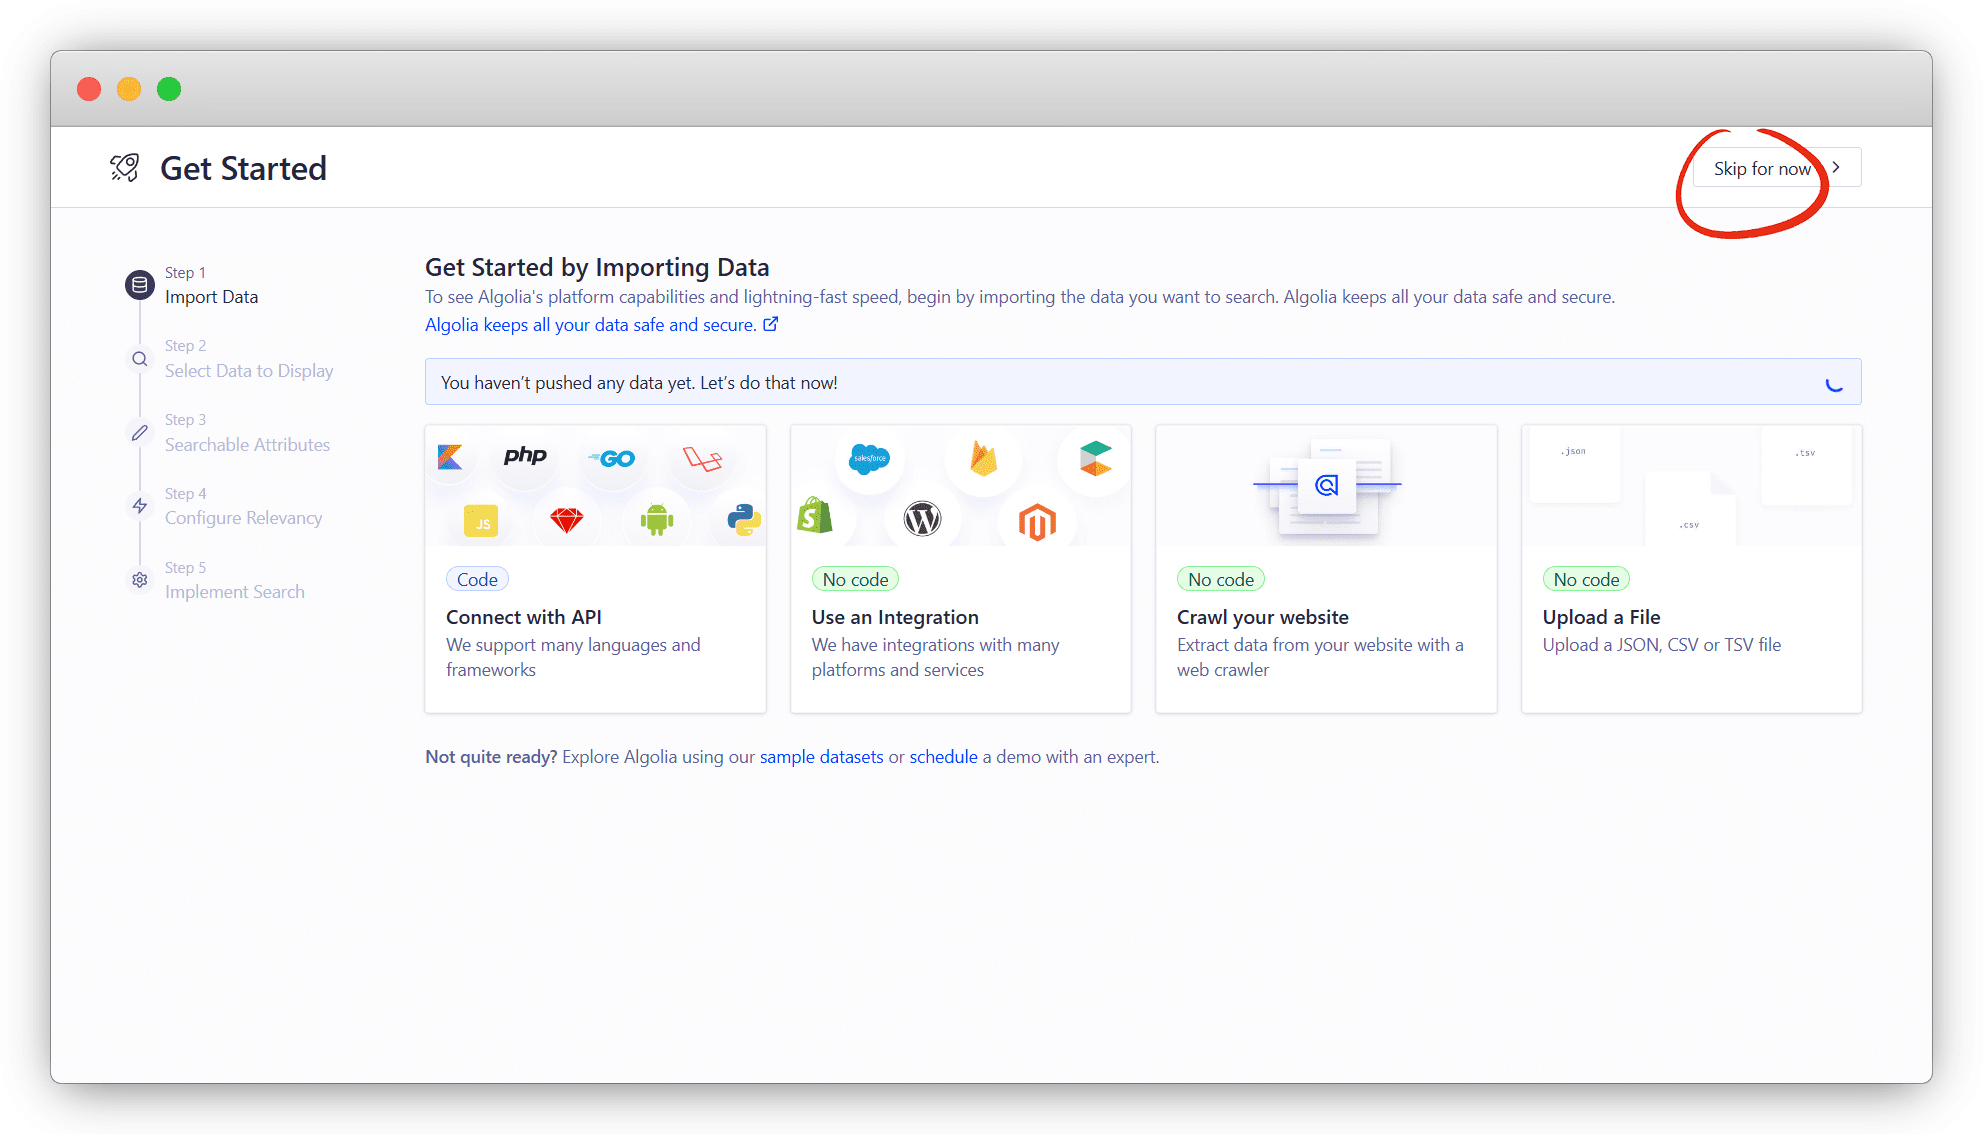 Get Started
Skip for now
Step 1
Import Data
Step 2
Select Data to Display
Step 3
Searchable Attributes
Step 4
Configure Relevancy
Step 5
Implement Search
Get Started by Importing Data
To see Algolia's platform capabilities and lightning-fast speed, begin by importing the data you want to search. Algolia keeps all your data safe and secure.
Algolia keeps all your data safe and secure.
You haven’t pushed any data yet. Let’s do that now!
php
GO
JS
Code
Connect with API
We support many languages and
frameworks
salesforce
No code
Use an Integration
We have integrations with many
platforms and services
No code
Crawl your website
Extract data from your website with a
web crawler
.json
.tsv
.csv
No code
Upload a File
Upload a JSON, CSV or TSV file
Not quite ready? Explore Algolia using our sample datasets or schedule a demo with an expert.